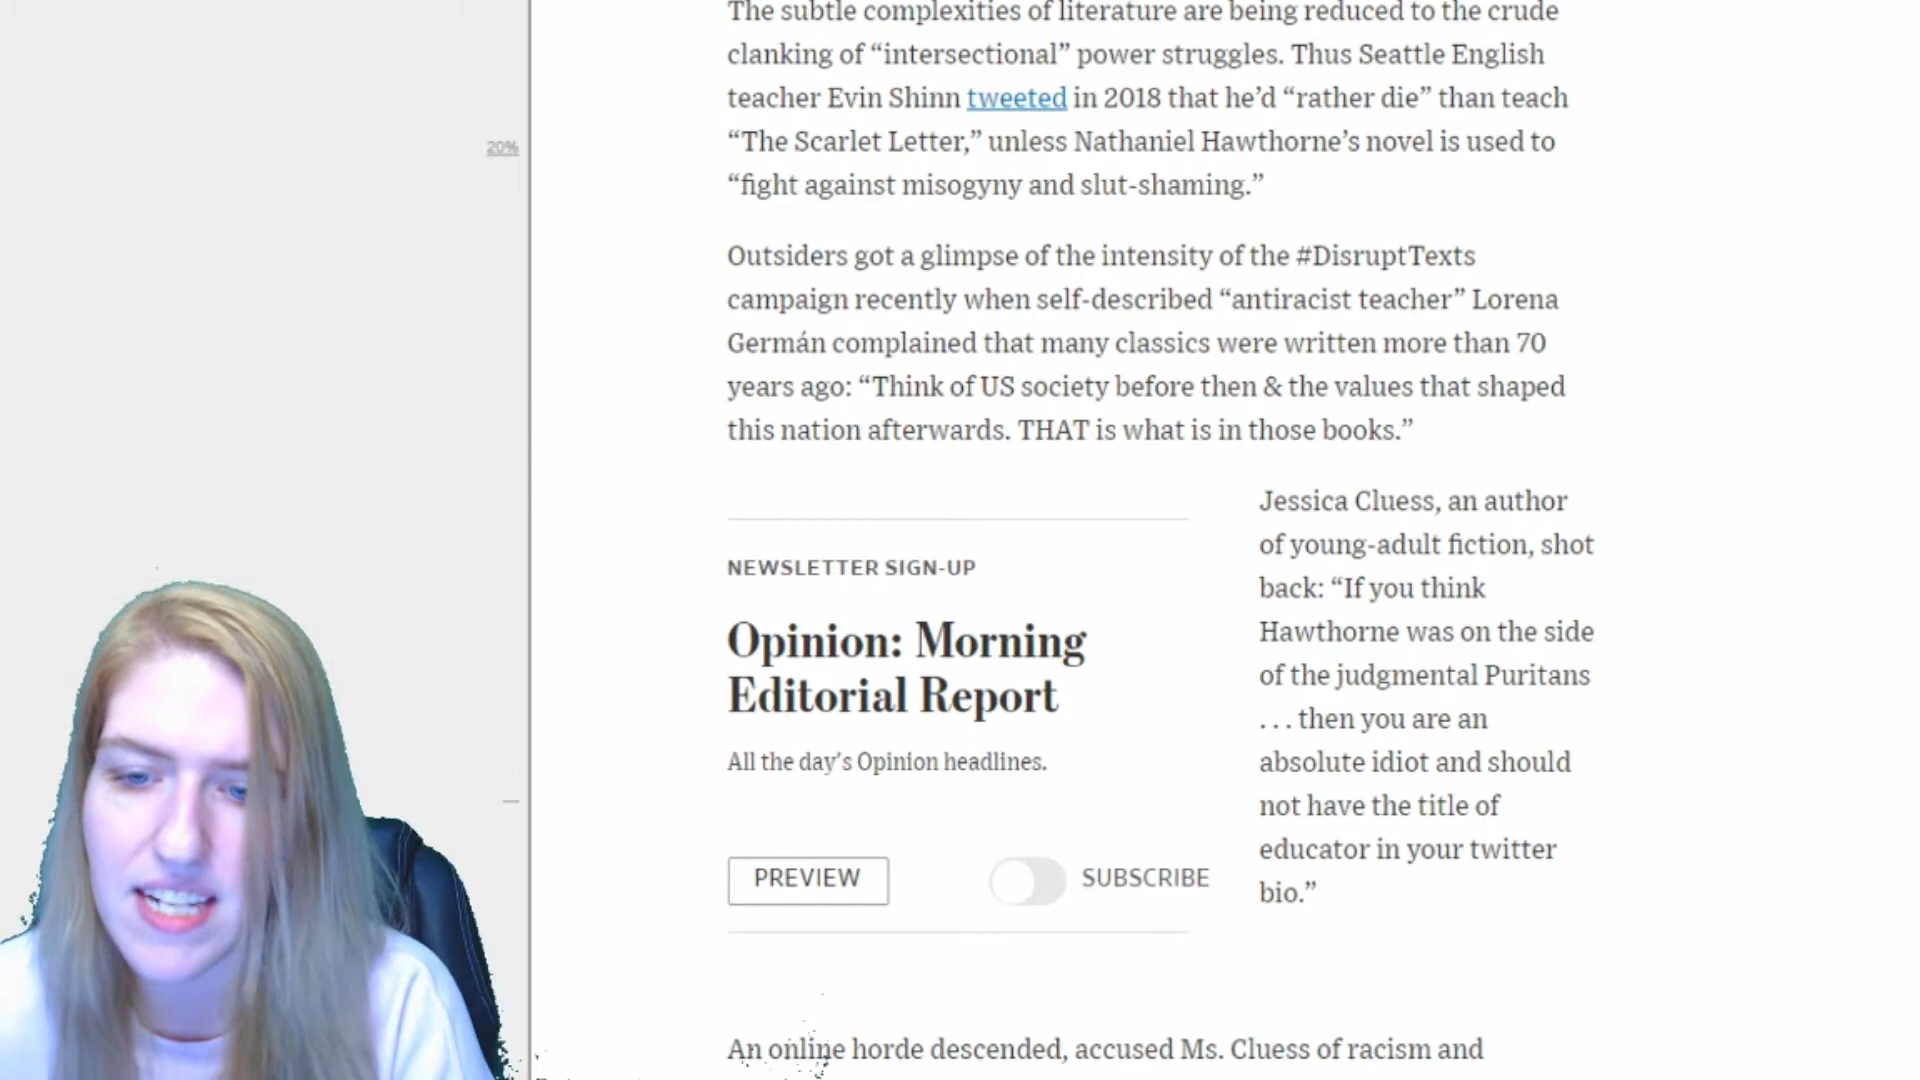 The subtle complexities of literature are being reduced to the crude
clanking of “intersectional” power struggles. Thus Seattle English
teacher Evin Shinn tweeted in 2018 that he’d “rather die” than teach
“The Scarlet Letter,” unless Nathaniel Hawthorne’s novel is used to
“fight against misogyny and slut-shaming.”
20%
Outsiders got a glimpse of the intensity of the #DisruptTexts
campaign recently when self-described “antiracist teacher” Lorena
Germán complained that many classics were written more than 70
years ago: “Think of US society before then & the values that shaped
this nation afterwards. THAT is what is in those books.”
NEWSLETTER SIGN-UP
Opinion: Morning
Editorial Report
All the day’s Opinion headlines.
PREVIEW
SUBSCRIBE
Jessica Cluess, an author
of young-adult fiction, shot
back: “If you think
Hawthorne was on the side
of the judgmental Puritans
. . . then you are an
absolute idiot and should
not have the title of
educator in your twitter
bio.”
An online horde descended, accused Ms. Cluess of racism and